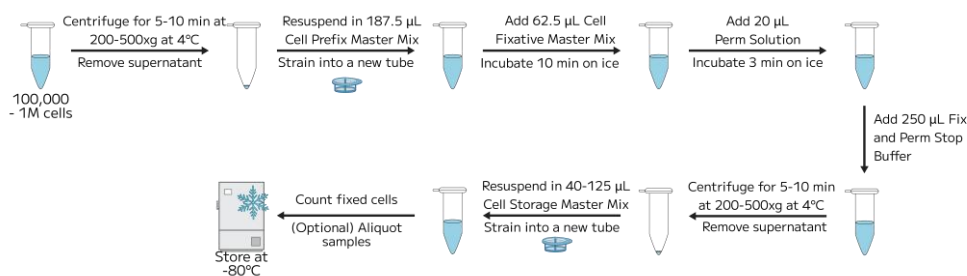 Centrifuge for 5-10 min at
200-500xg at 4ºC
Remove supernatant
100,000
- 1M cells
Resuspend in 187.5 µL
Cell Prefix Master Mix
Strain into a new tube
Add 62.5 µL Cell
Fixative Master Mix
Incubate 10 min on ice
Add 20 µL
Perm Solution
Incubate 3 min on ice
Add 250 µL Fix
and Perm Stop
Buffer
Centrifuge for 5-10 min
at 200-500xg at 4ºC
Remove supernatant
Resuspend in 40-125 µL
Cell Storage Master Mix
Strain into a new tube
Count fixed cells
(Optional) Aliquot
samples
Store at
-80ºC